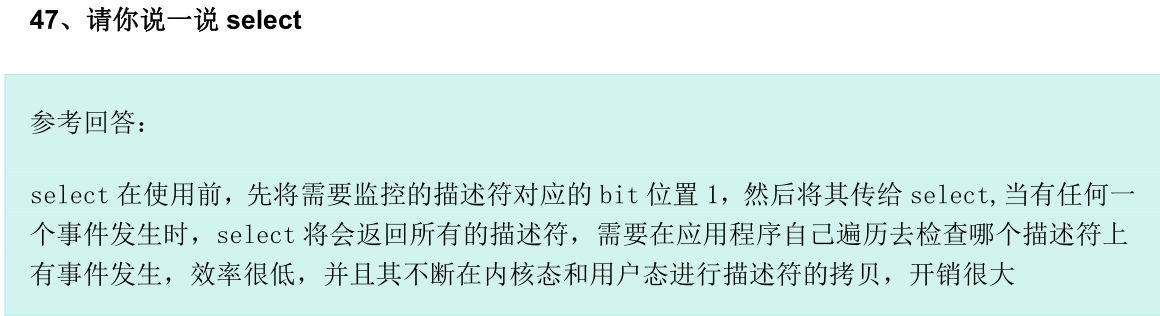 47、请你说一说 select
参考回答：
select 在使用前，先将需要监控的描述符对应的 bit 位置 1，然后将其传给 select,当有任何一
个事件发生时，select 将会返回所有的描述符，需要在应用程序自己遍历去检查哪个描述符上
有事件发生，效率很低，并且其不断在内核态和用户态进行描述符的拷贝，开销很大